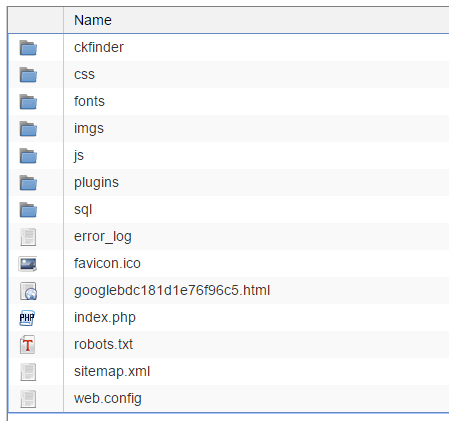 Name
ckfinder
css
fonts
imgs
js
plugins
sql
error_log
favicon.ico
googlebdc181d1e76f96c5.html
PHP index.php
T robots.txt
sitemap.xml
web.config